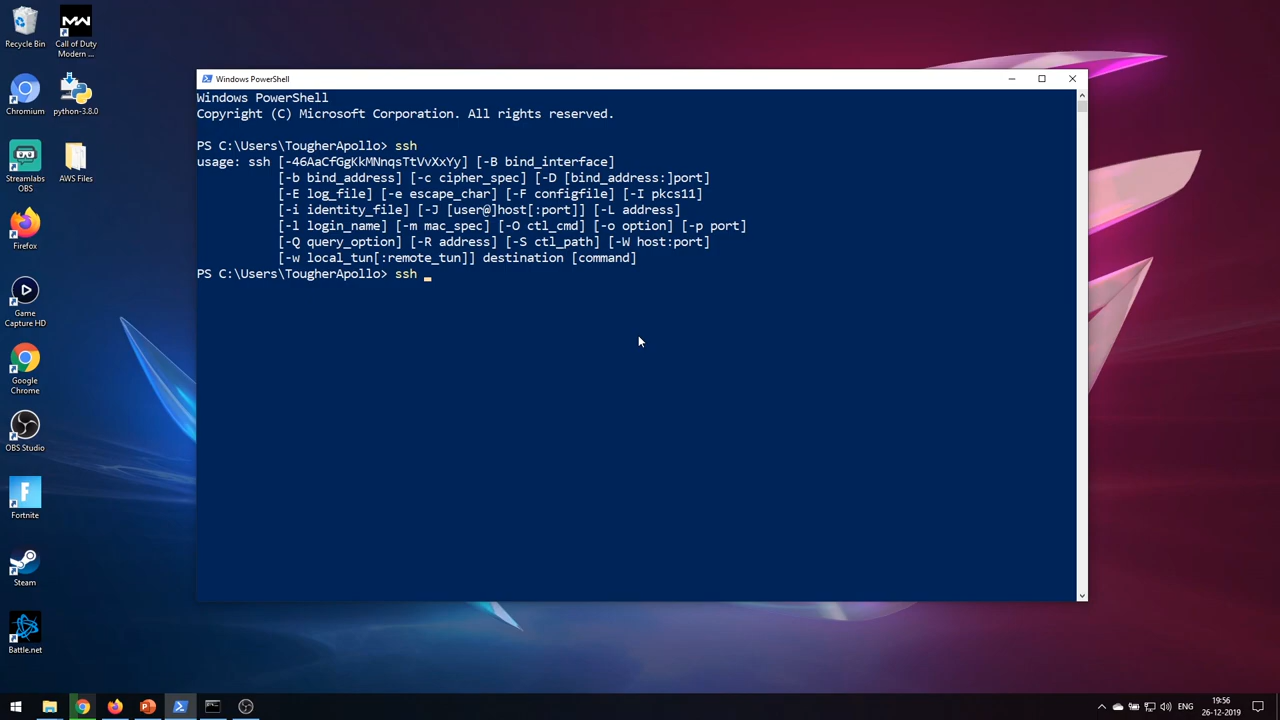 Recycle Bin
Call of Duty
Modern ...
Chromium
python-3.8.0
Streamlabs
OBS
AWS Files
Firefox
Game
Capture HD
Google
Chrome
OBS Studio
Fortnite
Steam
Battle.net
Windows PowerShell
Windows PowerShell
Copyright (C) Microsoft Corporation. All rights reserved.
PS C:\Users\TougherApollo> ssh
usage: ssh [-46AaCfGgKkMNnqsTtVvXxYy] [-B bind_interface]
[-b bind_address] [-c cipher_spec] [-D [bind_address:]port]
[-E log_file] [-e escape_char] [-F configfile] [-I pkcs11]
[-i identity_file] [-J [user@]host[:port]] [-L address]
[-l login_name] [-m mac_spec] [-O ctl_cmd] [-o option] [-p port]
[-Q query_option] [-R address] [-S ctl_path] [-W host:port]
[-w local_tun[:remote_tun]] destination [command]
PS C:\Users\TougherApollo> ssh _
ENG
19:56
26-12-2019